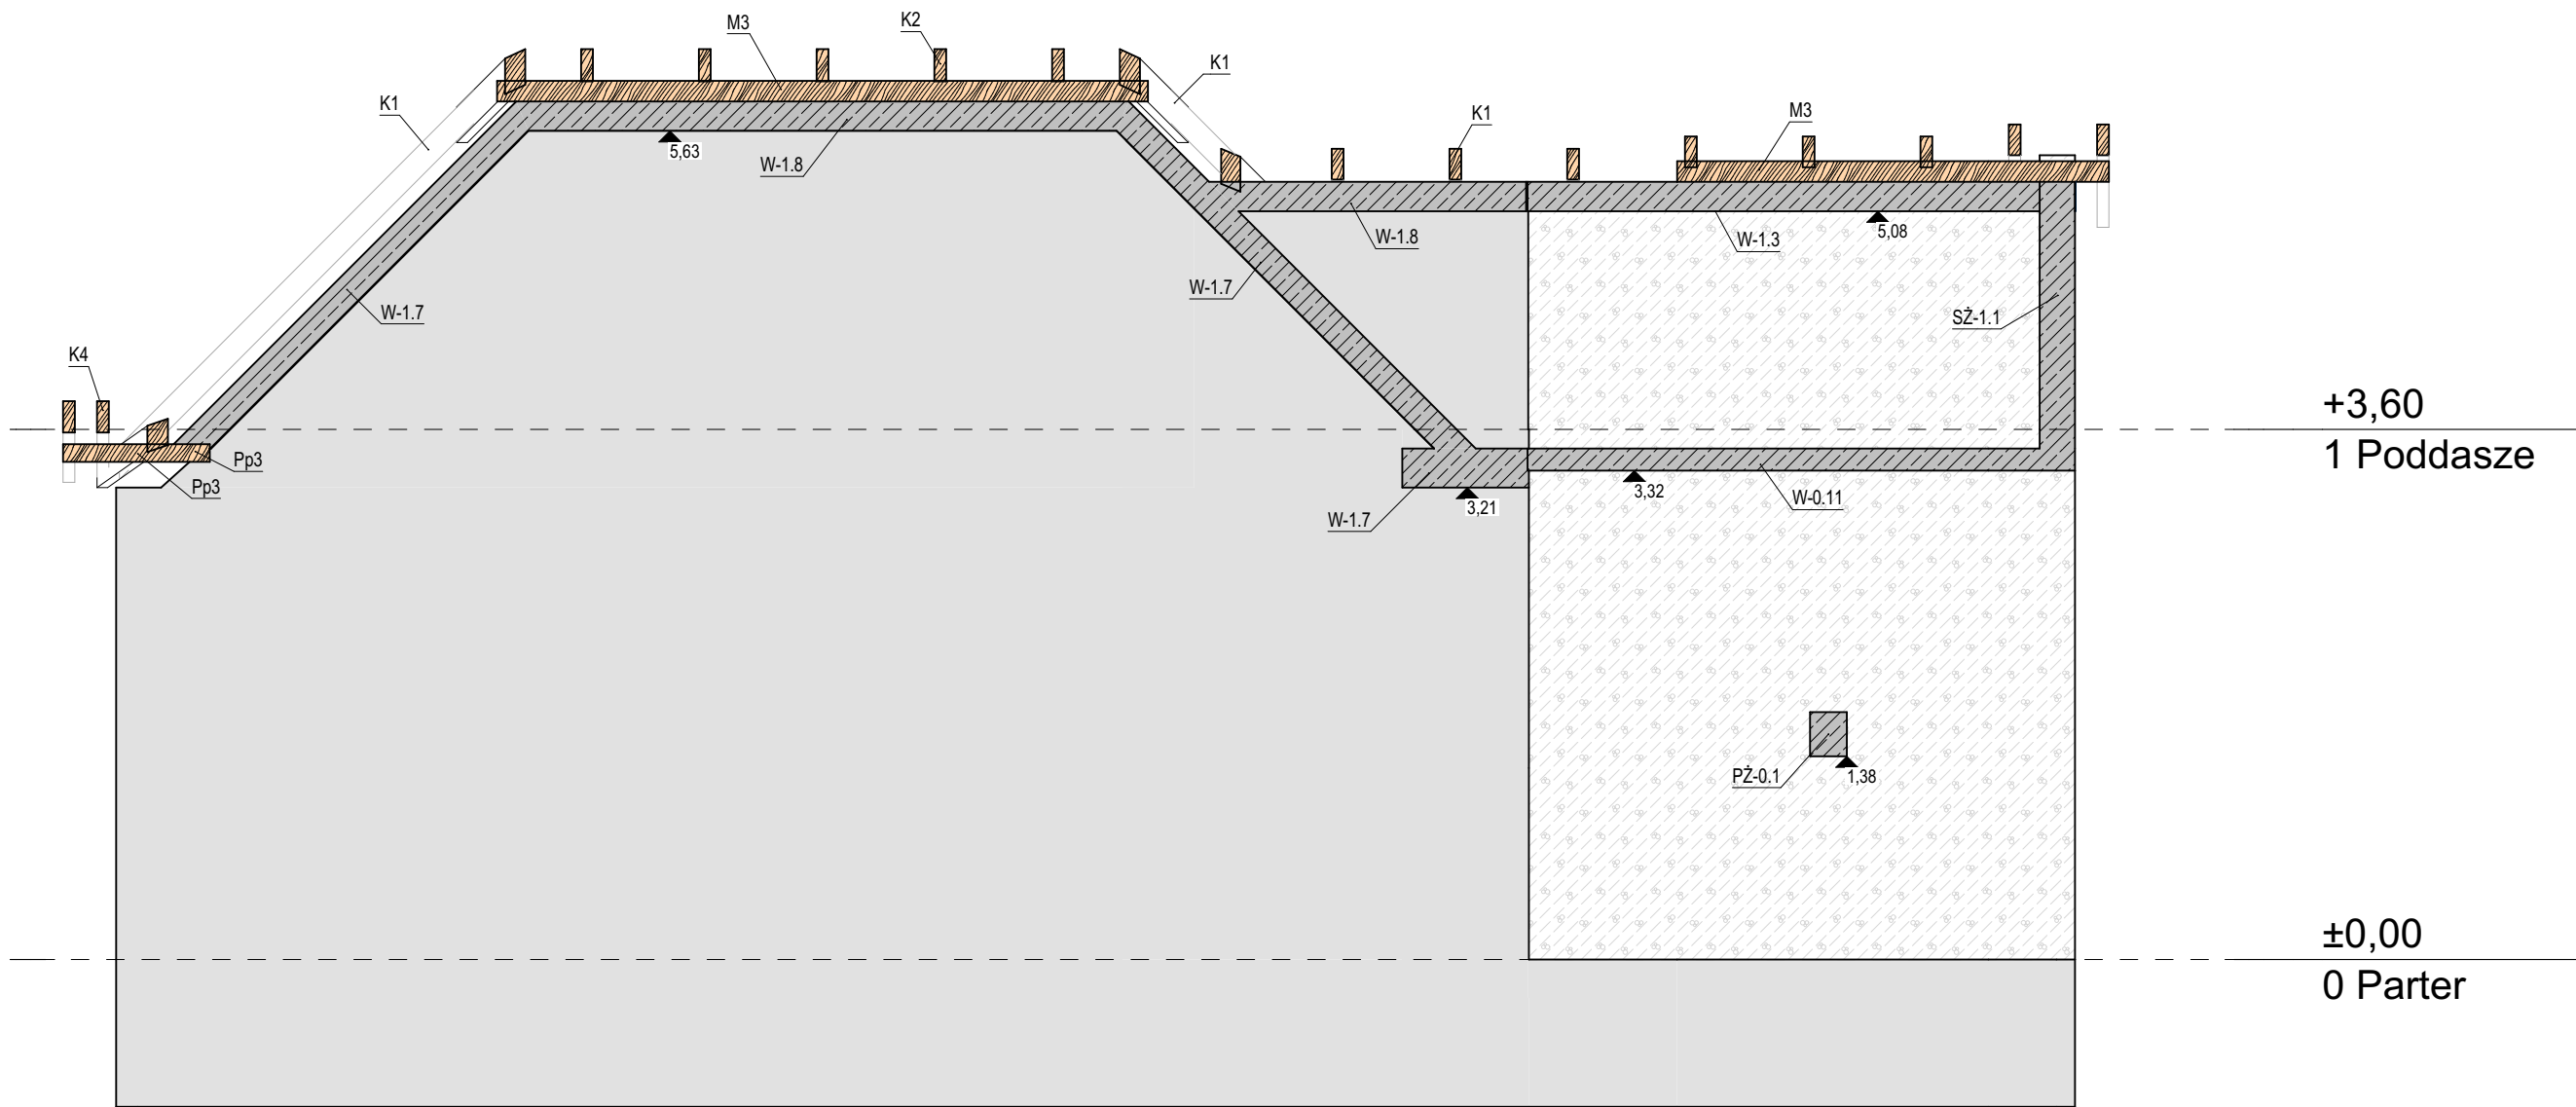 K2
M3
K1
K1
K1
M3
5,63
W-1.8
W-1.8
W-1.3
5,08
W-1.7
W-1.7
SŻ-1.1
K4
+3,60
1 Poddasze
Pp3
Pp3
3,32
W-0.11
3,21
W-1.7
PŻ-0.1
1,38
±0,00
0 Parter